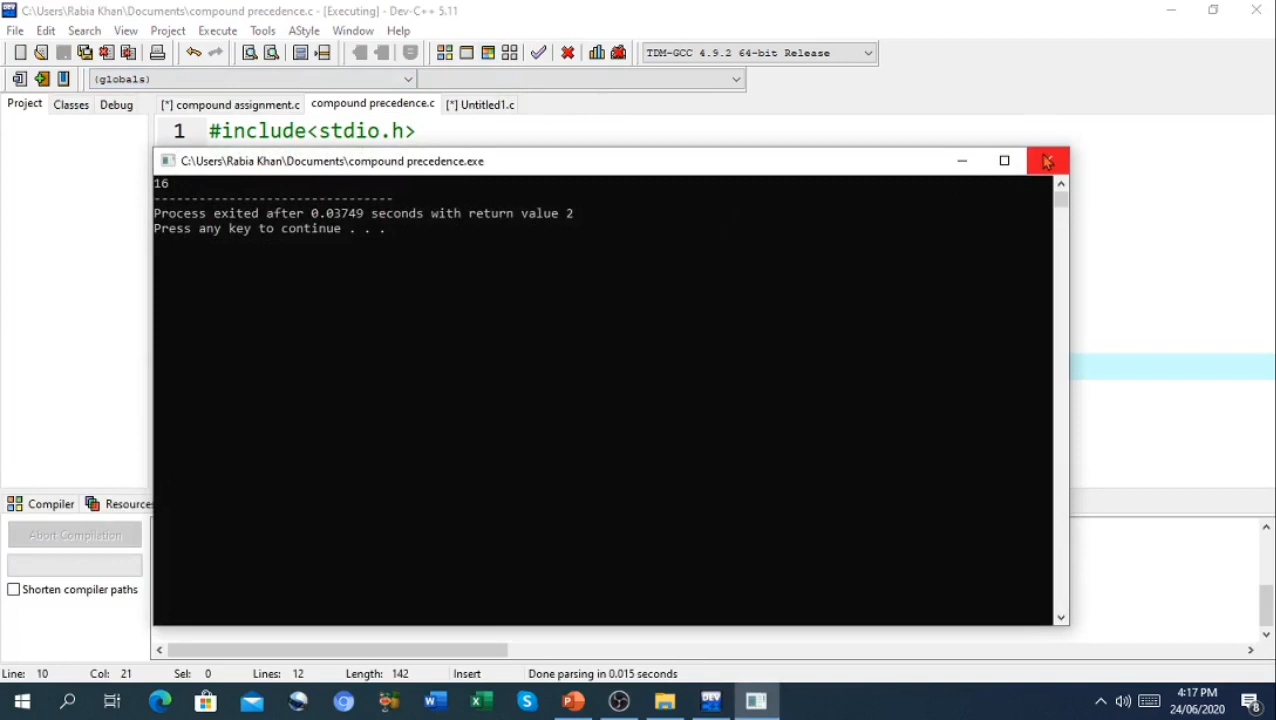 C:\Users\Rabia Khan\Documents\compound precedence.c - [Executing] - Dev-C++ 5.11
File Edit Search View Project Execute Tools AStyle Window Help
TDM-GCC 4.9.2 64-bit Release
(globals)
Project Classes Debug [*] compound assignment.c compound precedence.c [*] Untitled1.c
1 #include<stdio.h>
C:\Users\Rabia Khan\Documents\compound precedence.exe
16
--------------------------------
Process exited after 0.03749 seconds with return value 2
Press any key to continue . . .
Compiler Resources
Abort Compilation
Shorten compiler paths
Line: 10 Col: 21 Sel: 0 Lines: 12 Length: 142 Insert Done parsing in 0.015 seconds
4:17 PM
24/06/2020
8